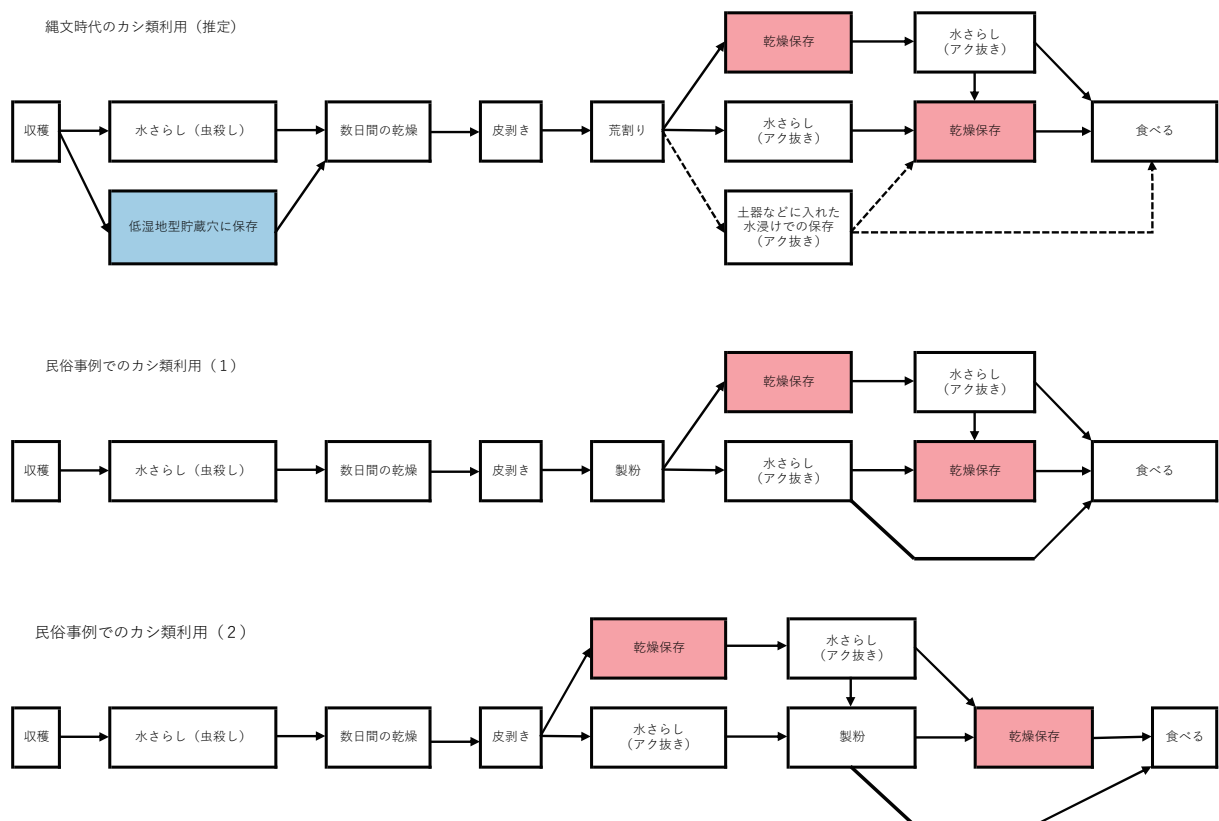 縄文時代のカシ類利用（推定）
乾燥保存
水さらし
（アク抜き）
収穫
水さらし（虫殺し）
数日間の乾燥
皮剥き
荒割り
水さらし
（アク抜き）
乾燥保存
食べる
低湿地型貯蔵穴に保存
土器などに入れた
水浸けでの保存
（アク抜き）
民俗事例でのカシ類利用（１）
乾燥保存
水さらし
（アク抜き）
収穫
水さらし（虫殺し）
数日間の乾燥
皮剥き
製粉
水さらし
（アク抜き）
乾燥保存
食べる
民俗事例でのカシ類利用（２）
乾燥保存
水さらし
（アク抜き）
収穫
水さらし（虫殺し）
数日間の乾燥
皮剥き
水さらし
（アク抜き）
製粉
乾燥保存
食べる